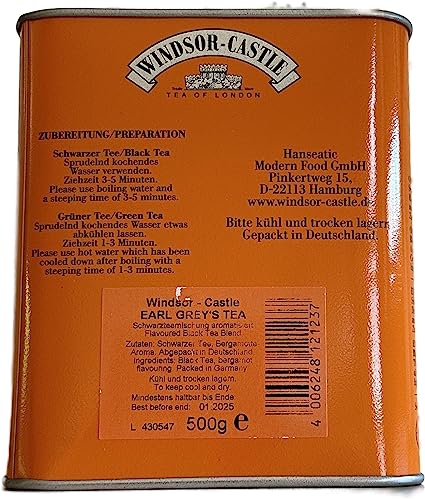 WINDSOR-CASTLE
Trade Mark
TEA OF LONDON
ZUBEREITUNG/PREPARATION
Schwarzer Tee/Black Tea
Sprudelnd kochendes
Wasser verwenden.
Ziehzeit 3-5 Minuten.
Please use boiling water and
a steeping time of 3-5 minutes.
Grüner Tee/Green Tea
Sprudelnd kochendes Wasser etwas
abkühlen lassen.
Ziehzeit 1-3 Minuten.
Please use hot water which has been
cooled down after boiling with a
steeping time of 1-3 minutes.
Hanseatic
Modern Food GmbH
Pinkertweg 15,
D-22113 Hamburg
www.windsor-castle.de
Bitte kühl und trocken lagern.
Gepackt in Deutschland.
Windsor - Castle
EARL GREY'S TEA
Schwarzteemischung aromatisiert
Flavoured Black Tea Blend
Zutaten: Schwarzer Tee, Bergamotte-
Aroma. Abgepackt in Deutschland.
Ingredients: Black Tea, bergamot
flavouring. Packed in Germany
Kühl und trocken lagern.
To keep cool and dry.
Mindestens haltbar bis Ende
Best before end: 01.2025
L 430547 500g e
4 006248 121237